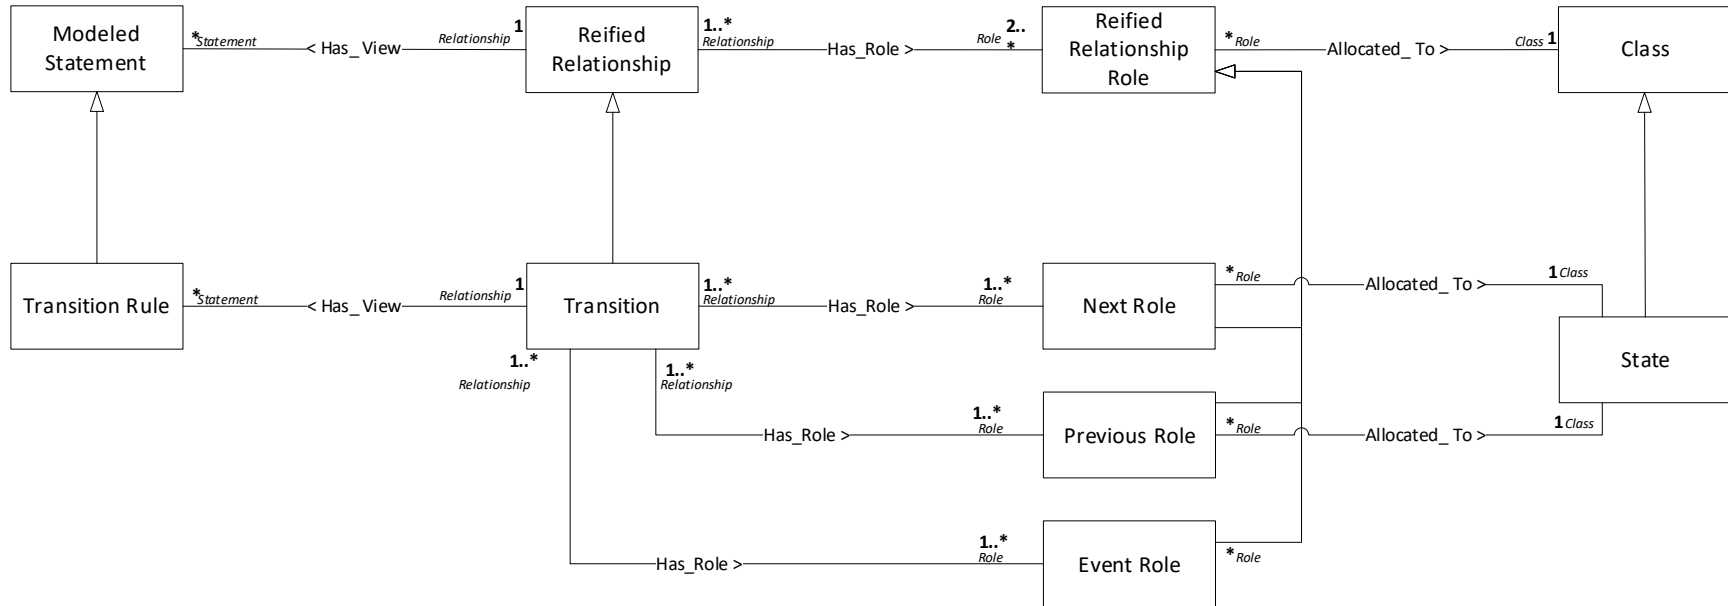 Modeled
Statement
*
Statement
< Has_View
Relationship
1
Reified
Relationship
1..*
Relationship
Has_Role >
Role
2..
*
Reified
Relationship
Role
*
Role
Allocated_ To >
Class
1
Class
Transition Rule
*
Statement
< Has_View
Relationship
1
Transition
1..*
Relationship
Has_Role >
1..*
Role
Next Role
*
Role
Allocated_ To >
1
Class
State
1..*
Relationship
1..*
Relationship
Has_Role >
1..*
Role
Previous Role
*
Role
Allocated_ To >
1
Class
Has_Role >
1..*
Role
Event Role
*
Role